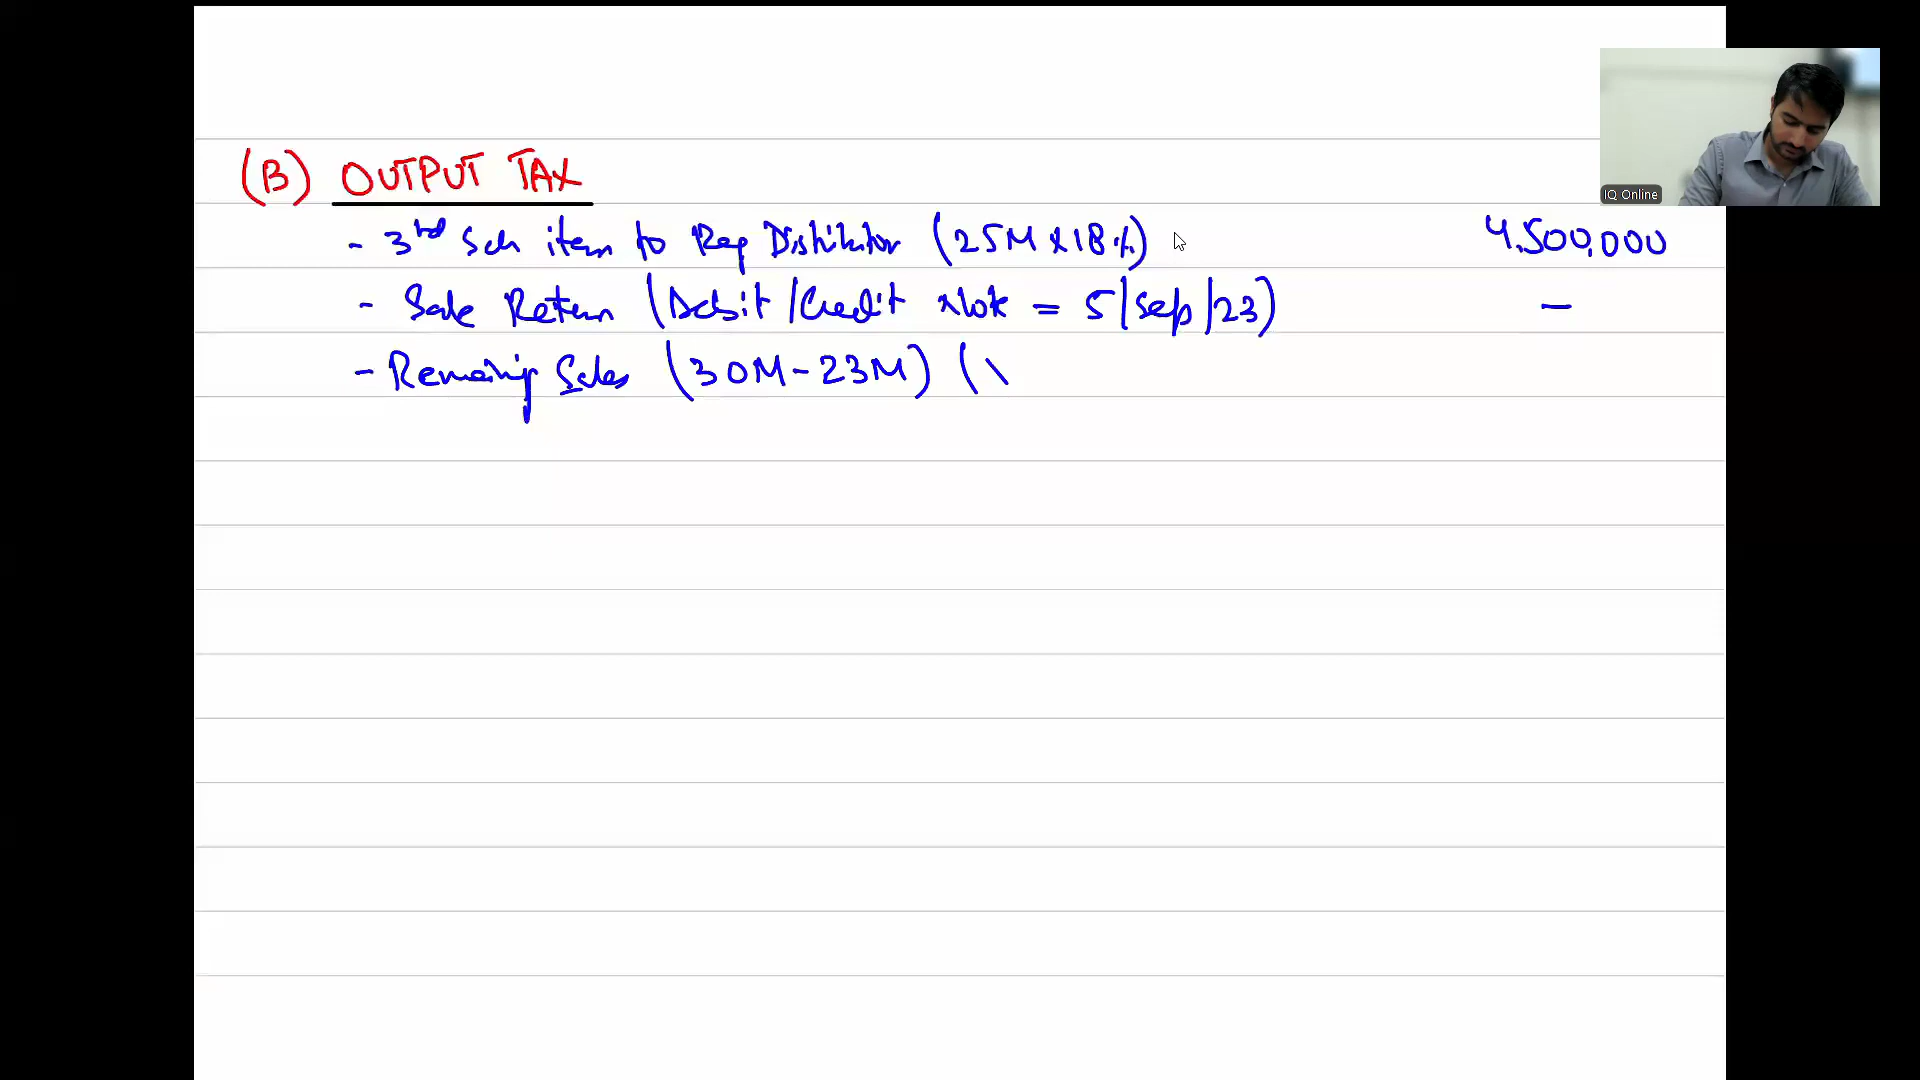 (B) OUTPUT TAX
- 3rd Sch item to Reg Distributor (25M x 18%) 4,500,000
- Sale Return (Debit/Credit Note = 5/Sep/23) —
- Remaining Sales (30M - 23M) (\
IQ Online